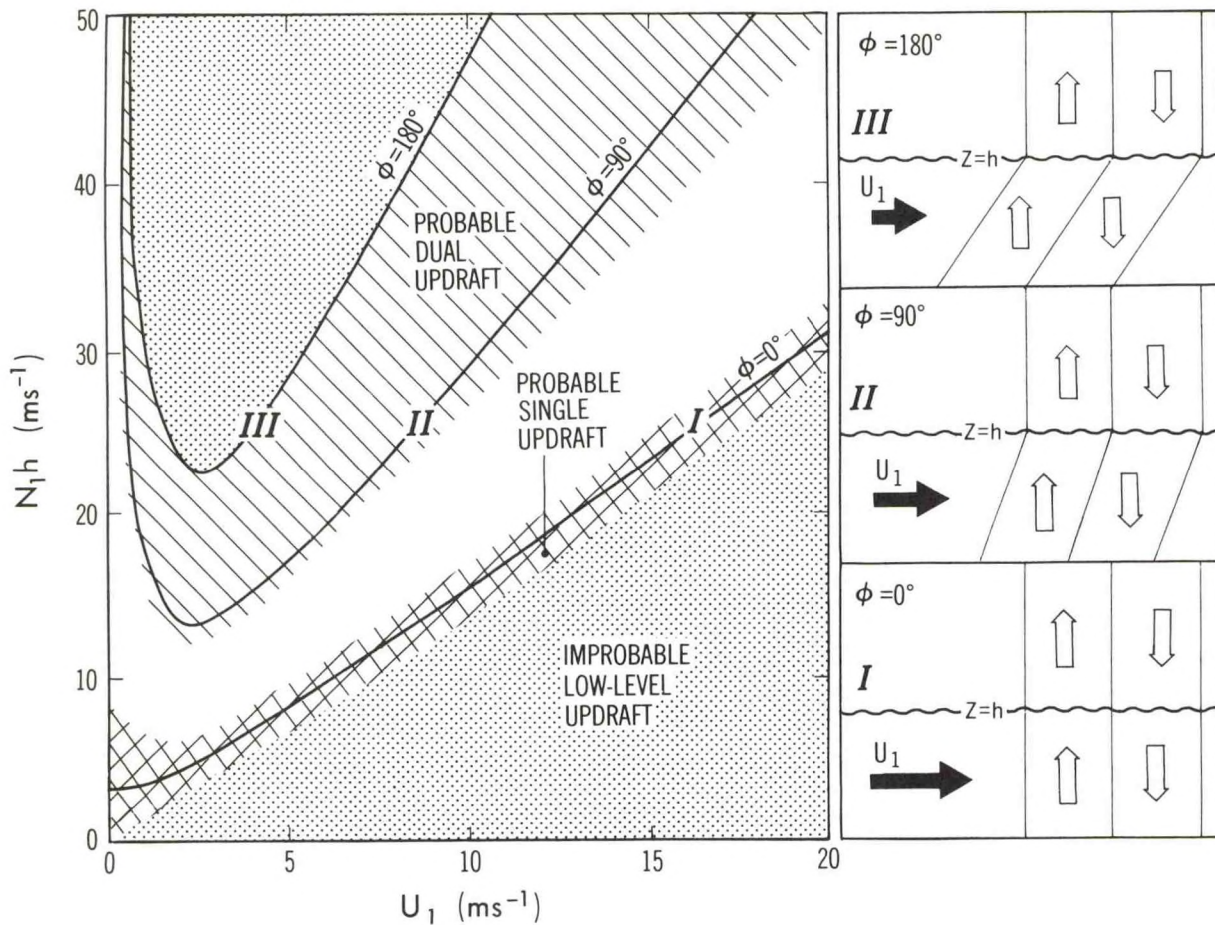 50
40
30
20
10
0
N₁h (ms⁻¹)
0
5
10
15
20
U₁ (ms⁻¹)
ϕ=180°
ϕ=90°
ϕ=0°
PROBABLE
DUAL
UPDRAFT
III
II
I
PROBABLE
SINGLE
UPDRAFT
IMPROBABLE
LOW-LEVEL
UPDRAFT
ϕ=180°
III
Z=h
U₁
ϕ=90°
II
Z=h
U₁
ϕ=0°
I
Z=h
U₁